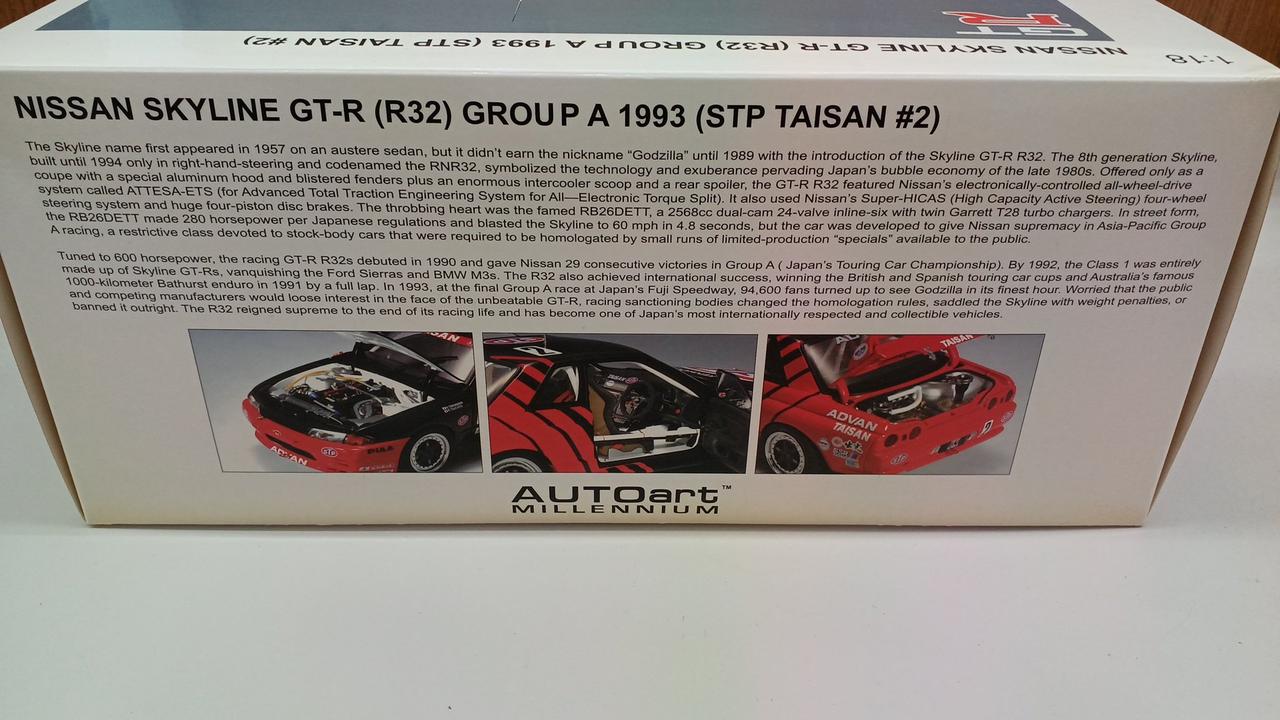 GT
R
1:18
NISSAN SKYLINE GT-R (R32) GROUP A 1993 (STP TAISAN #2)
NISSAN SKYLINE GT-R (R32) GROUP A 1993 (STP TAISAN #2)
The Skyline name first appeared in 1957 on an austere sedan, but it didn't earn the nickname "Godzilla" until 1989 with the introduction of the Skyline GT-R R32. The 8th generation Skyline,
built until 1994 only in right-hand-steering and codenamed the RNR32, symbolized the technology and exuberance pervading Japan's bubble economy of the late 1980s. Offered only as a
coupe with a special aluminum hood and blistered fenders plus an enormous intercooler scoop and a rear spoiler, the GT-R R32 featured Nissan's electronically-controlled all-wheel-drive
system called ATTESA-ETS (for Advanced Total Traction Engineering System for All—Electronic Torque Split). It also used Nissan's Super-HICAS (High Capacity Active Steering) four-wheel
steering system and huge four-piston disc brakes. The throbbing heart was the famed RB26DETT, a 2568cc dual-cam 24-valve inline-six with twin Garrett T28 turbo chargers. In street form,
the RB26DETT made 280 horsepower per Japanese regulations and blasted the Skyline to 60 mph in 4.8 seconds, but the car was developed to give Nissan supremacy in Asia-Pacific Group
A racing, a restrictive class devoted to stock-body cars that were required to be homologated by small runs of limited-production "specials" available to the public.
Tuned to 600 horsepower, the racing GT-R R32s debuted in 1990 and gave Nissan 29 consecutive victories in Group A ( Japan's Touring Car Championship). By 1992, the Class 1 was entirely
made up of Skyline GT-Rs, vanquishing the Ford Sierras and BMW M3s. The R32 also achieved international success, winning the British and Spanish touring car cups and Australia's famous
1000-kilometer Bathurst enduro in 1991 by a full lap. In 1993, at the final Group A race at Japan's Fuji Speedway, 94,600 fans turned up to see Godzilla in its finest hour. Worried that the public
and competing manufacturers would loose interest in the face of the unbeatable GT-R, racing sanctioning bodies changed the homologation rules, saddled the Skyline with weight penalties, or
banned it outright. The R32 reigned supreme to the end of its racing life and has become one of Japan's most internationally respected and collectible vehicles.
ADVAN
2
TAISAN
ADVAN
TAISAN
2
AUTOart™
MILLENNIUM